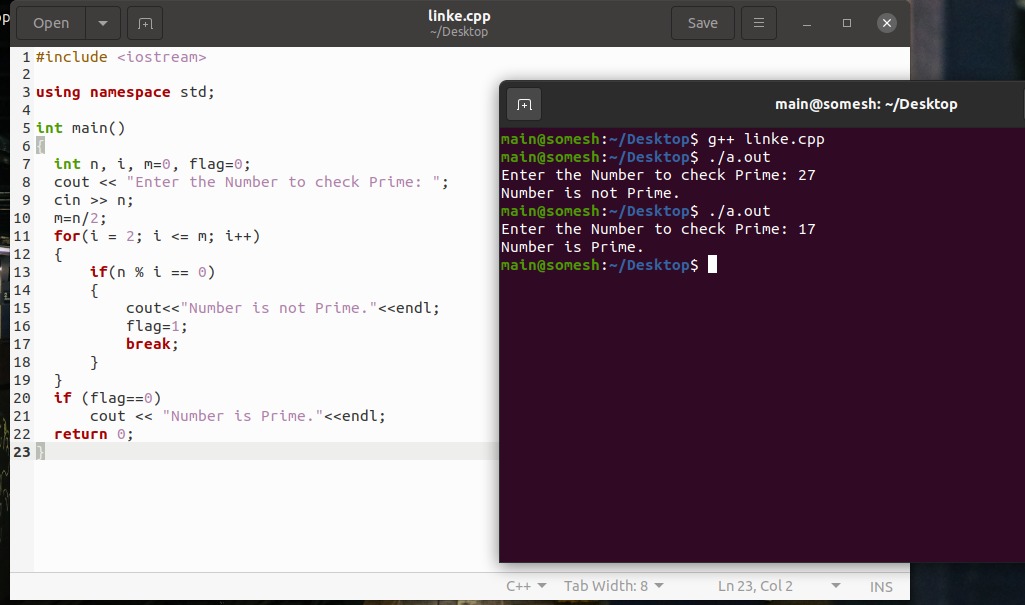 pp
Open
linke.cpp
~/Desktop
Save
1 #include <iostream>
2
3 using namespace std;
4
5 int main()
6 {
7   int n, i, m=0, flag=0;
8   cout << "Enter the Number to check Prime: ";
9   cin >> n;
10   m=n/2;
11   for(i = 2; i <= m; i++)
12   {
13       if(n % i == 0)
14       {
15           cout<<"Number is not Prime."<<endl;
16           flag=1;
17           break;
18       }
19   }
20   if (flag==0)
21       cout << "Number is Prime."<<endl;
22   return 0;
23 }
C++ Tab Width: 8 Ln 23, Col 2 INS
main@somesh: ~/Desktop
main@somesh:~/Desktop$ g++ linke.cpp
main@somesh:~/Desktop$ ./a.out
Enter the Number to check Prime: 27
Number is not Prime.
main@somesh:~/Desktop$ ./a.out
Enter the Number to check Prime: 17
Number is Prime.
main@somesh:~/Desktop$